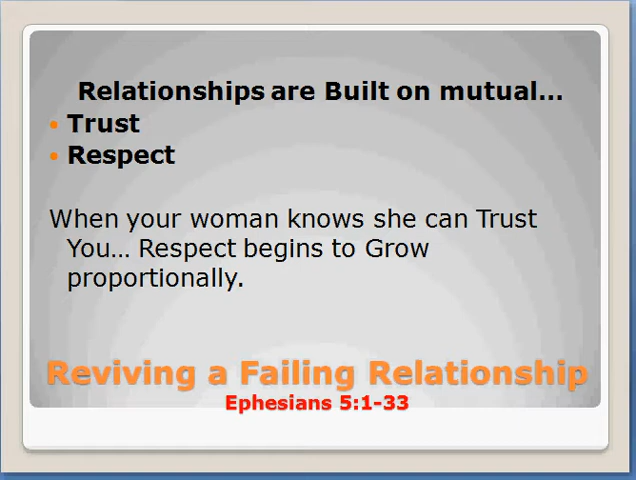 Relationships are Built on mutual...
• Trust
• Respect
When your woman knows she can Trust
You... Respect begins to Grow
proportionally.
Reviving a Failing Relationship
Ephesians 5:1-33